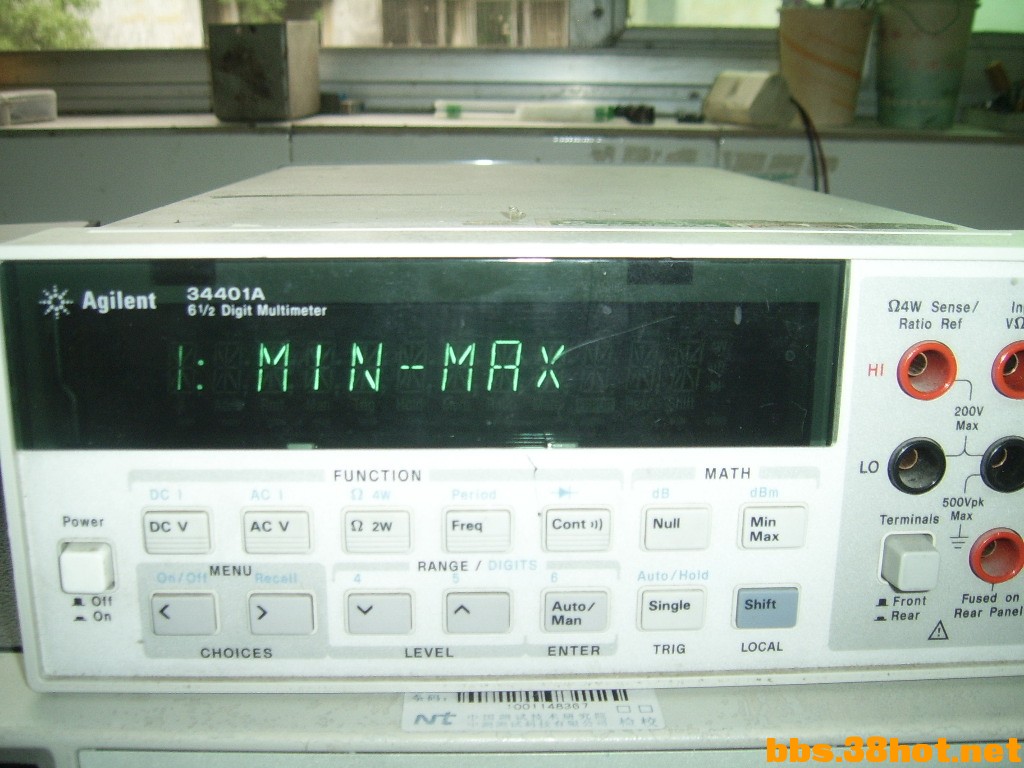 Agilent
34401A
6½ Digit Multimeter
1: MIN-MAX
Ω4W Sense/
Ratio Ref
HI
200V
Max
LO
500Vpk
Max
FUNCTION
MATH
DC I
AC I
Ω 4W
Period
dB
dBm
Power
DC V
AC V
Ω 2W
Freq
Cont
Null
Min
Max
Terminals
MENU
RANGE / DIGITS
On/Off
Recall
4
5
6
Auto/Hold
Off
On
<
>
Auto/
Man
Single
Shift
Front
Rear
Fused on
Rear Panel
CHOICES
LEVEL
ENTER
TRIG
LOCAL
1001148367
bbs.38hot.net